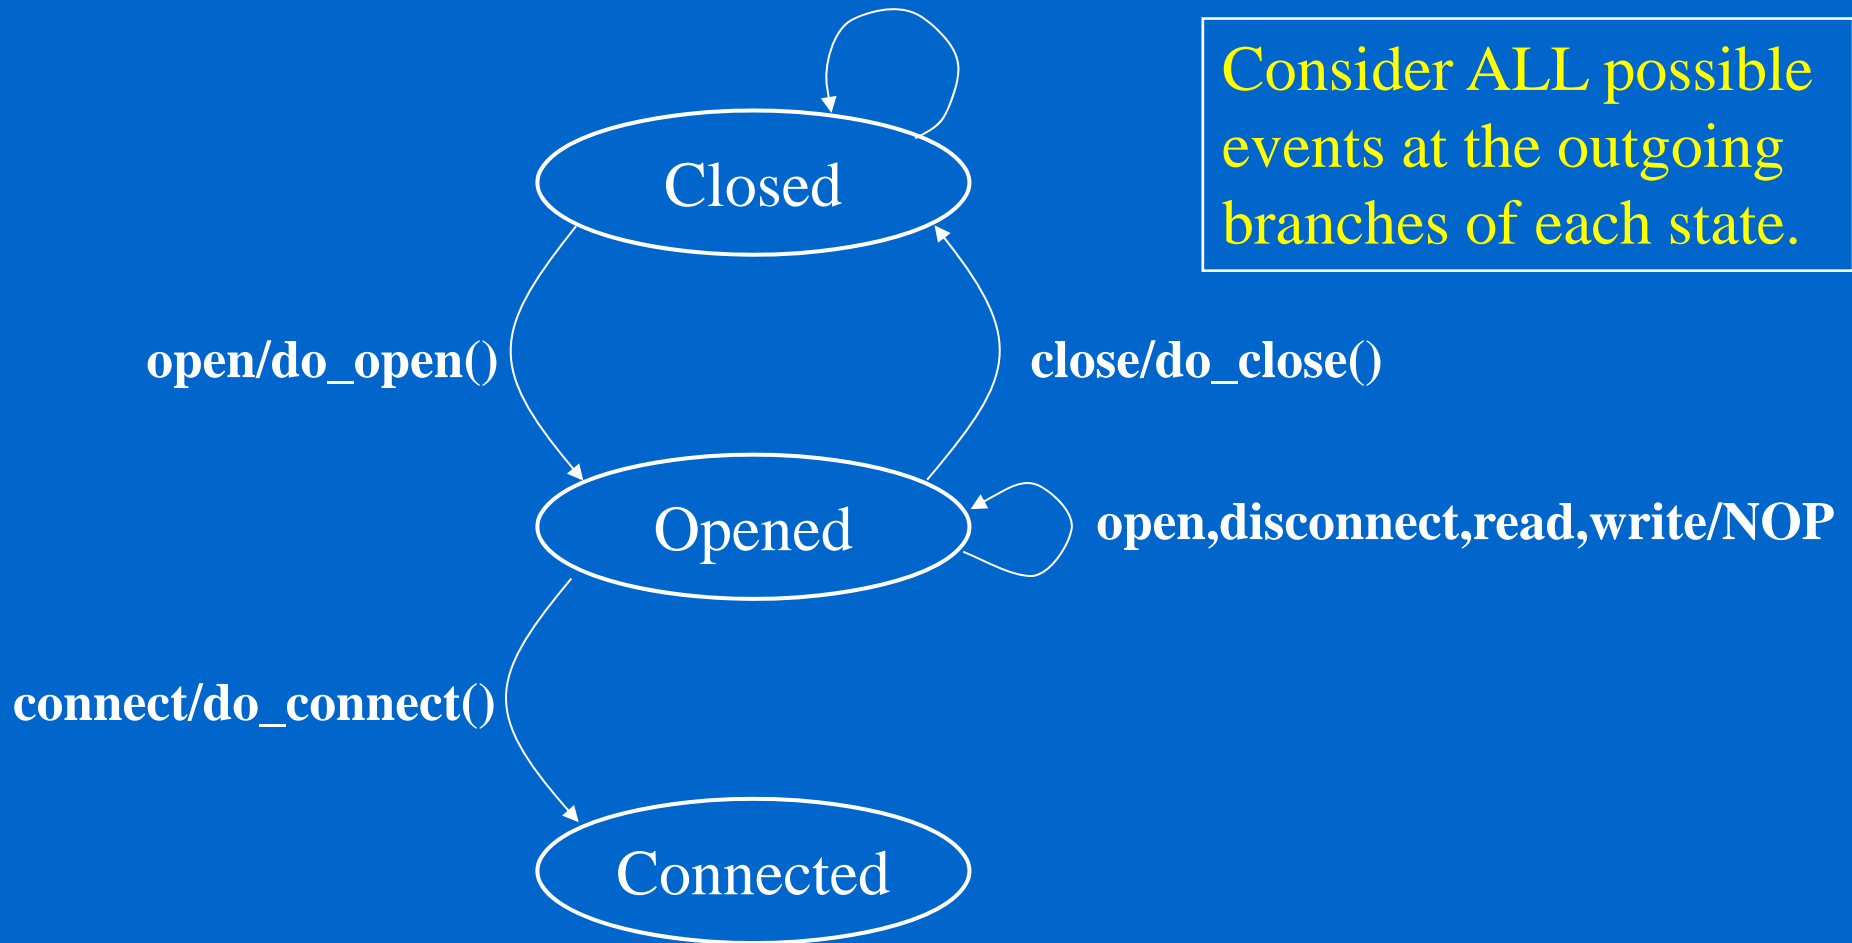 Consider ALL possible
events at the outgoing
branches of each state.
Closed
open/do_open()
close/do_close()
Opened
open,disconnect,read,write/NOP
connect/do_connect()
Connected